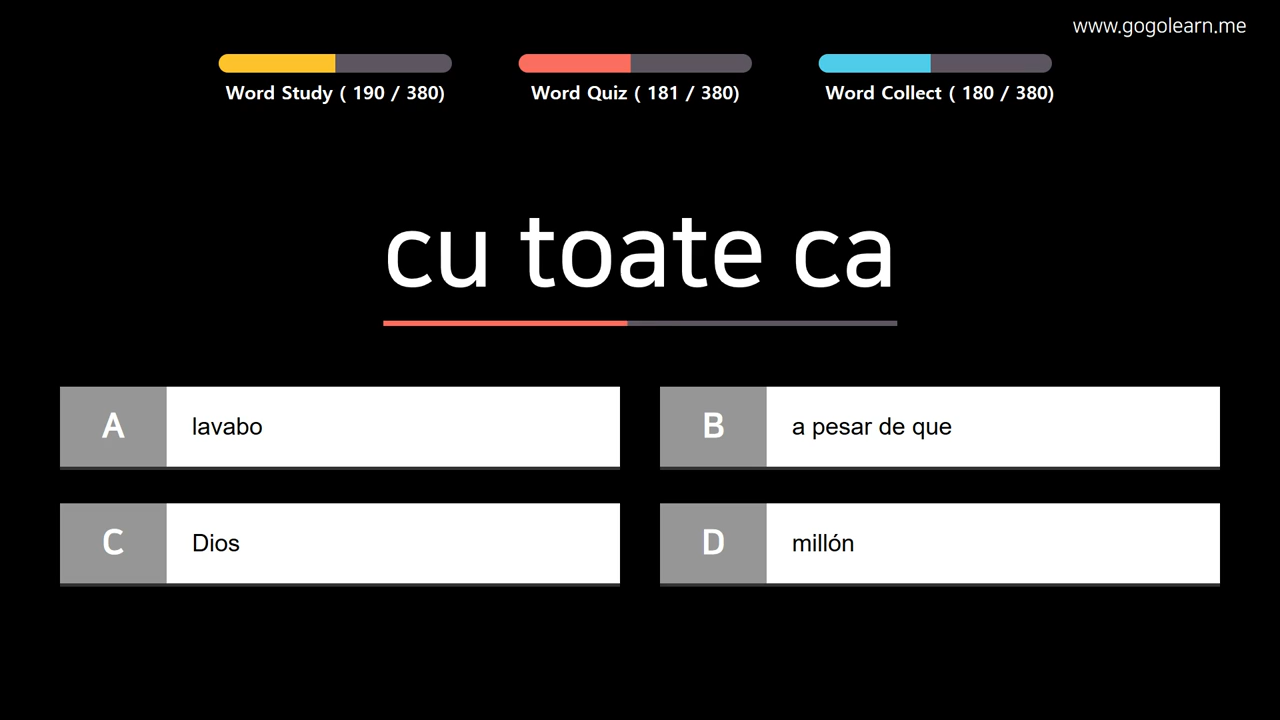 www.gogolearn.me
Word Study ( 190 / 380)
Word Quiz ( 181 / 380)
Word Collect ( 180 / 380)
cu toate ca
A
lavabo
B
a pesar de que
C
Dios
D
millón